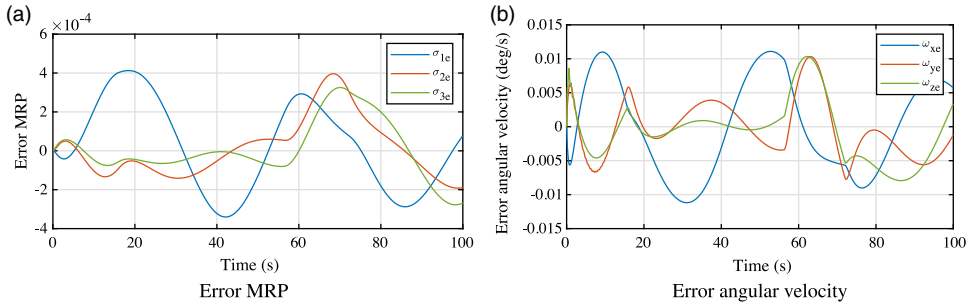 (a)
×10⁻⁴
6
4
2
0
-2
-4
Error MRP
σ1e
σ2e
σ3e
0 20 40 60 80 100
Time (s)
Error MRP
(b)
0.015
0.01
0.005
0
-0.005
-0.01
-0.015
Error angular velocity (deg/s)
ωxe
ωye
ωze
0 20 40 60 80 100
Time (s)
Error angular velocity